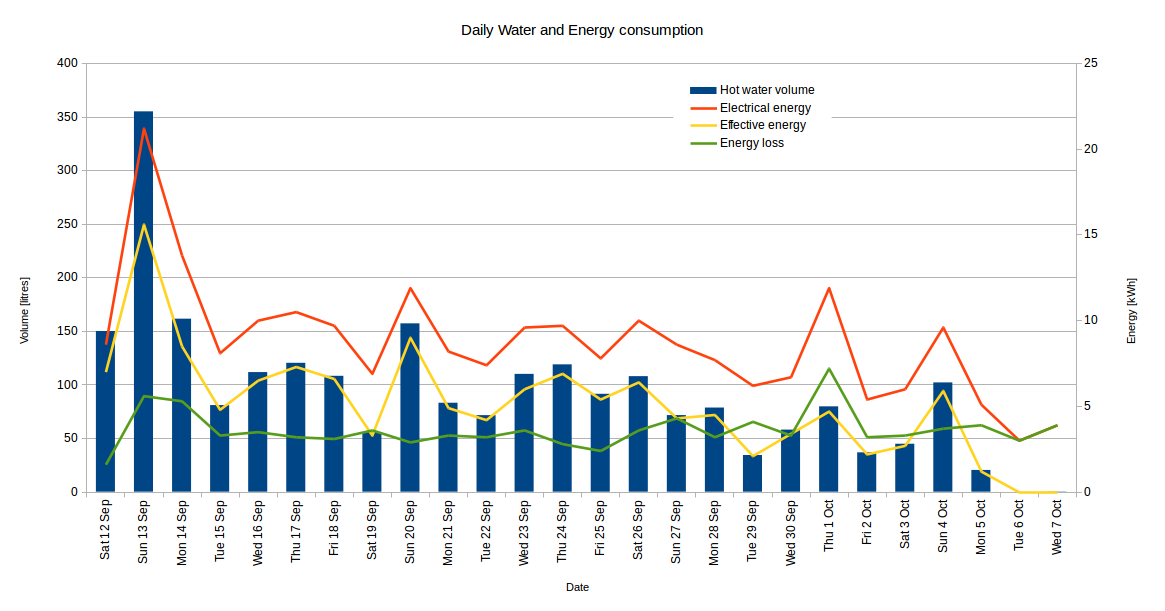 Daily Water and Energy consumption
400
350
300
250
200
150
100
50
0
25
20
15
10
5
0
Hot water volume
Electrical energy
Effective energy
Energy loss
Volume [litres]
Energy [kWh]
Sat 12 Sep
Sun 13 Sep
Mon 14 Sep
Tue 15 Sep
Wed 16 Sep
Thu 17 Sep
Fri 18 Sep
Sat 19 Sep
Sun 20 Sep
Mon 21 Sep
Tue 22 Sep
Wed 23 Sep
Thu 24 Sep
Fri 25 Sep
Sat 26 Sep
Sun 27 Sep
Mon 28 Sep
Tue 29 Sep
Wed 30 Sep
Thu 1 Oct
Fri 2 Oct
Sat 3 Oct
Sun 4 Oct
Mon 5 Oct
Tue 6 Oct
Wed 7 Oct
Date